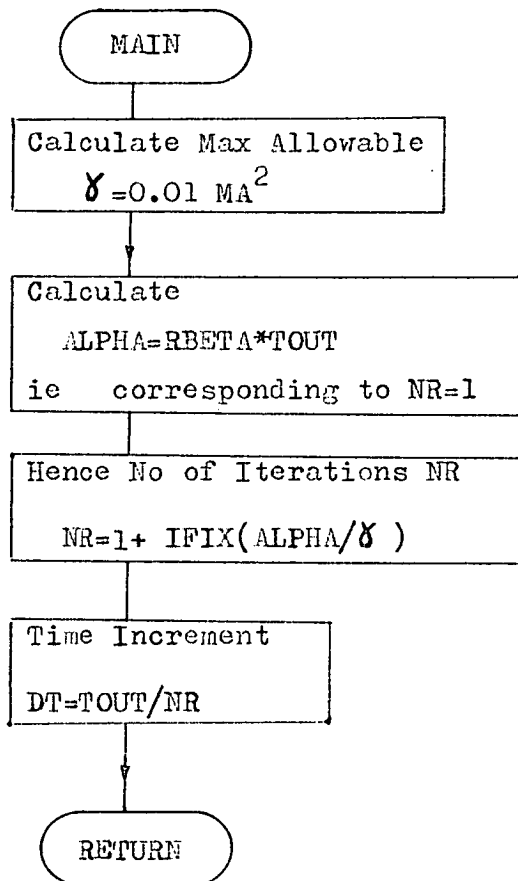 MAIN
Calculate Max Allowable
γ=0.01 MA²
Calculate
ALPHA=RBETA*TOUT
ie corresponding to NR=1
Hence No of Iterations NR
NR=1+ IFIX(ALPHA/γ )
Time Increment
DT=TOUT/NR
RETURN